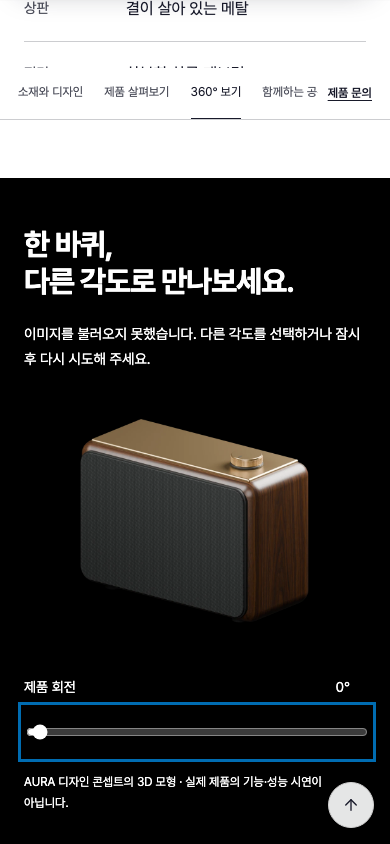 상판
결이 살아 있는 메탈
소재와 디자인
제품 살펴보기
360° 보기
함께하는 공
제품 문의
한 바퀴,
다른 각도로 만나보세요.
이미지를 불러오지 못했습니다. 다른 각도를 선택하거나 잠시
후 다시 시도해 주세요.
제품 회전
0°
AURA 디자인 콘셉트의 3D 모형 · 실제 제품의 기능·성능 시연이
아닙니다.